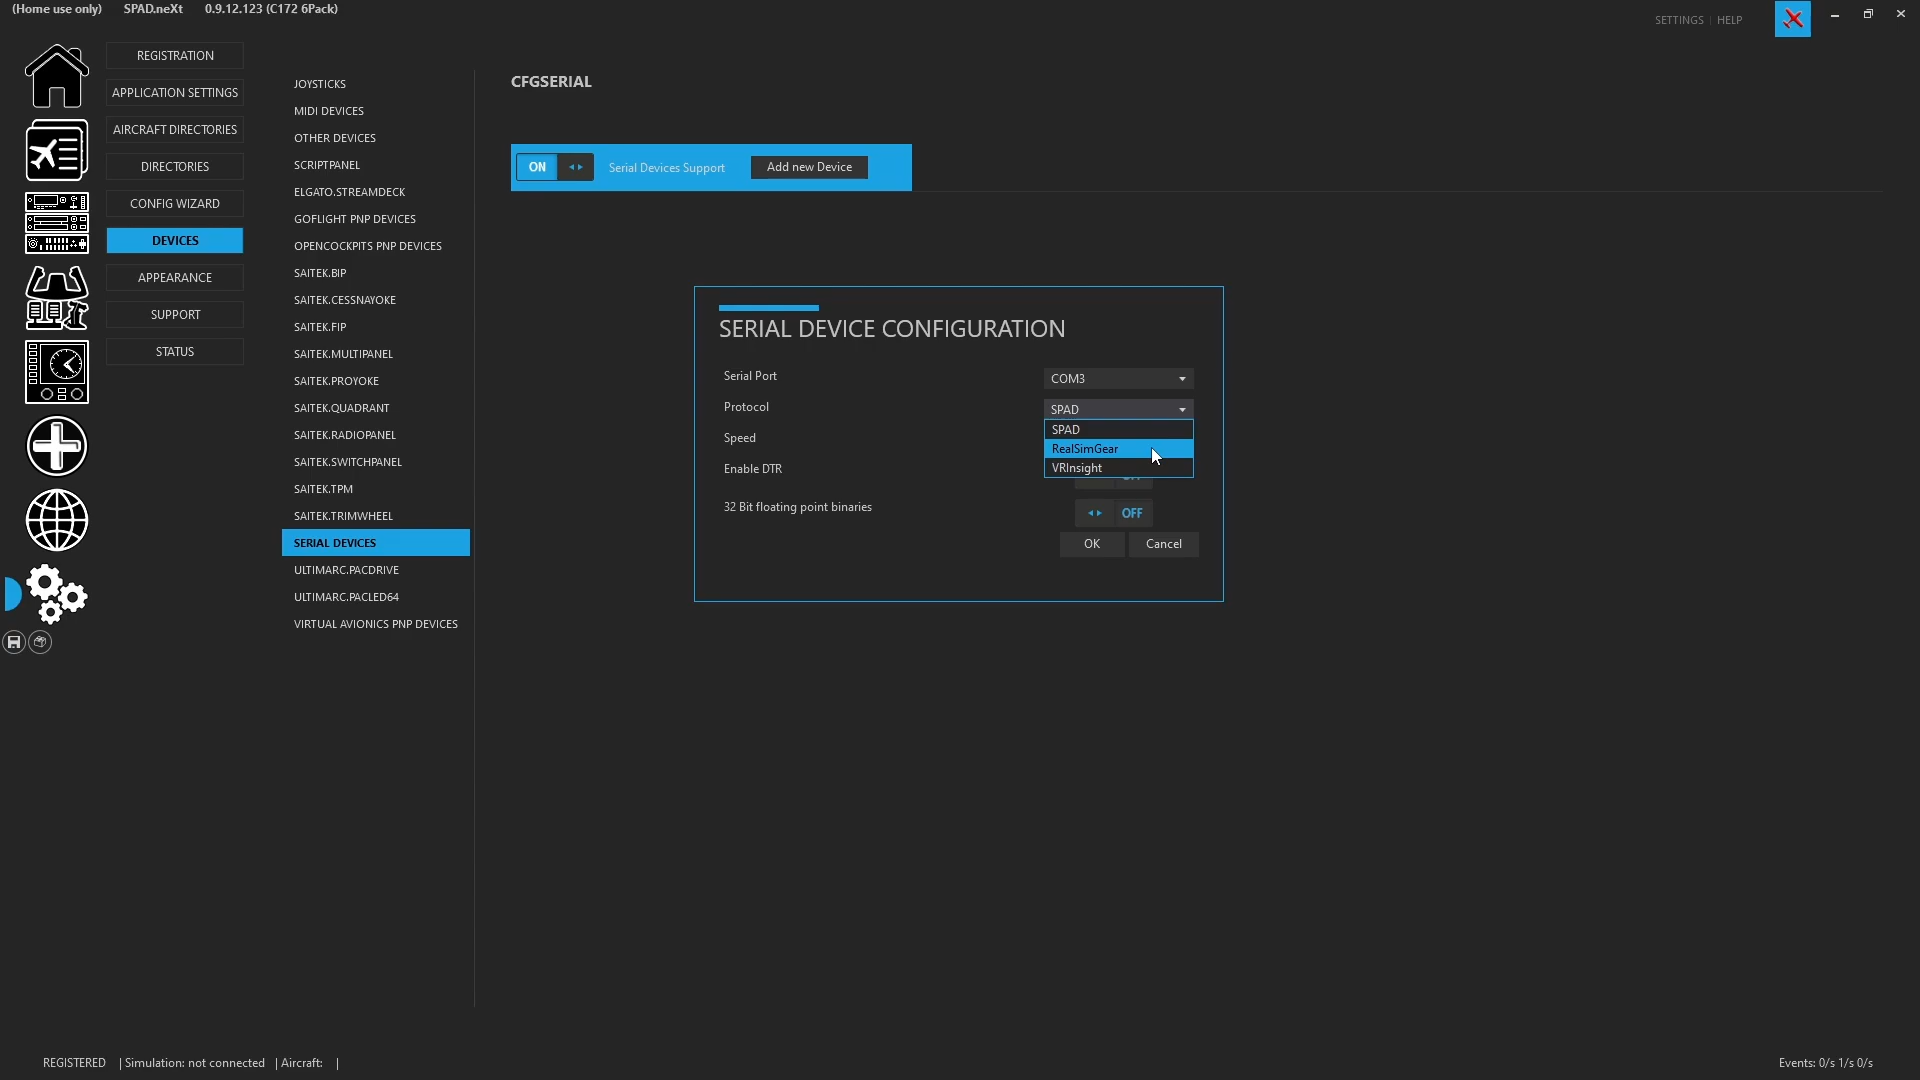 (Home use only) SPAD.neXt 0.9.12.123 (C172 6Pack)
SETTINGS | HELP
REGISTRATION
APPLICATION SETTINGS
AIRCRAFT DIRECTORIES
DIRECTORIES
CONFIG WIZARD
DEVICES
APPEARANCE
SUPPORT
STATUS
JOYSTICKS
MIDI DEVICES
OTHER DEVICES
SCRIPTPANEL
ELGATO.STREAMDECK
GOFLIGHT PNP DEVICES
OPENCOCKPITS PNP DEVICES
SAITEK.BIP
SAITEK.CESSNAYOKE
SAITEK.FIP
SAITEK.MULTIPANEL
SAITEK.PROYOKE
SAITEK.QUADRANT
SAITEK.RADIOPANEL
SAITEK.SWITCHPANEL
SAITEK.TPM
SAITEK.TRIMWHEEL
SERIAL DEVICES
ULTIMARC.PACDRIVE
ULTIMARC.PACLED64
VIRTUAL AVIONICS PNP DEVICES
CFGSERIAL
ON Serial Devices Support Add new Device
SERIAL DEVICE CONFIGURATION
Serial Port COM3
Protocol SPAD
SPAD
Speed
RealSimGear
Enable DTR VRInsight
32 Bit floating point binaries OFF
OK Cancel
REGISTERED | Simulation: not connected | Aircraft: |
Events: 0/s 1/s 0/s